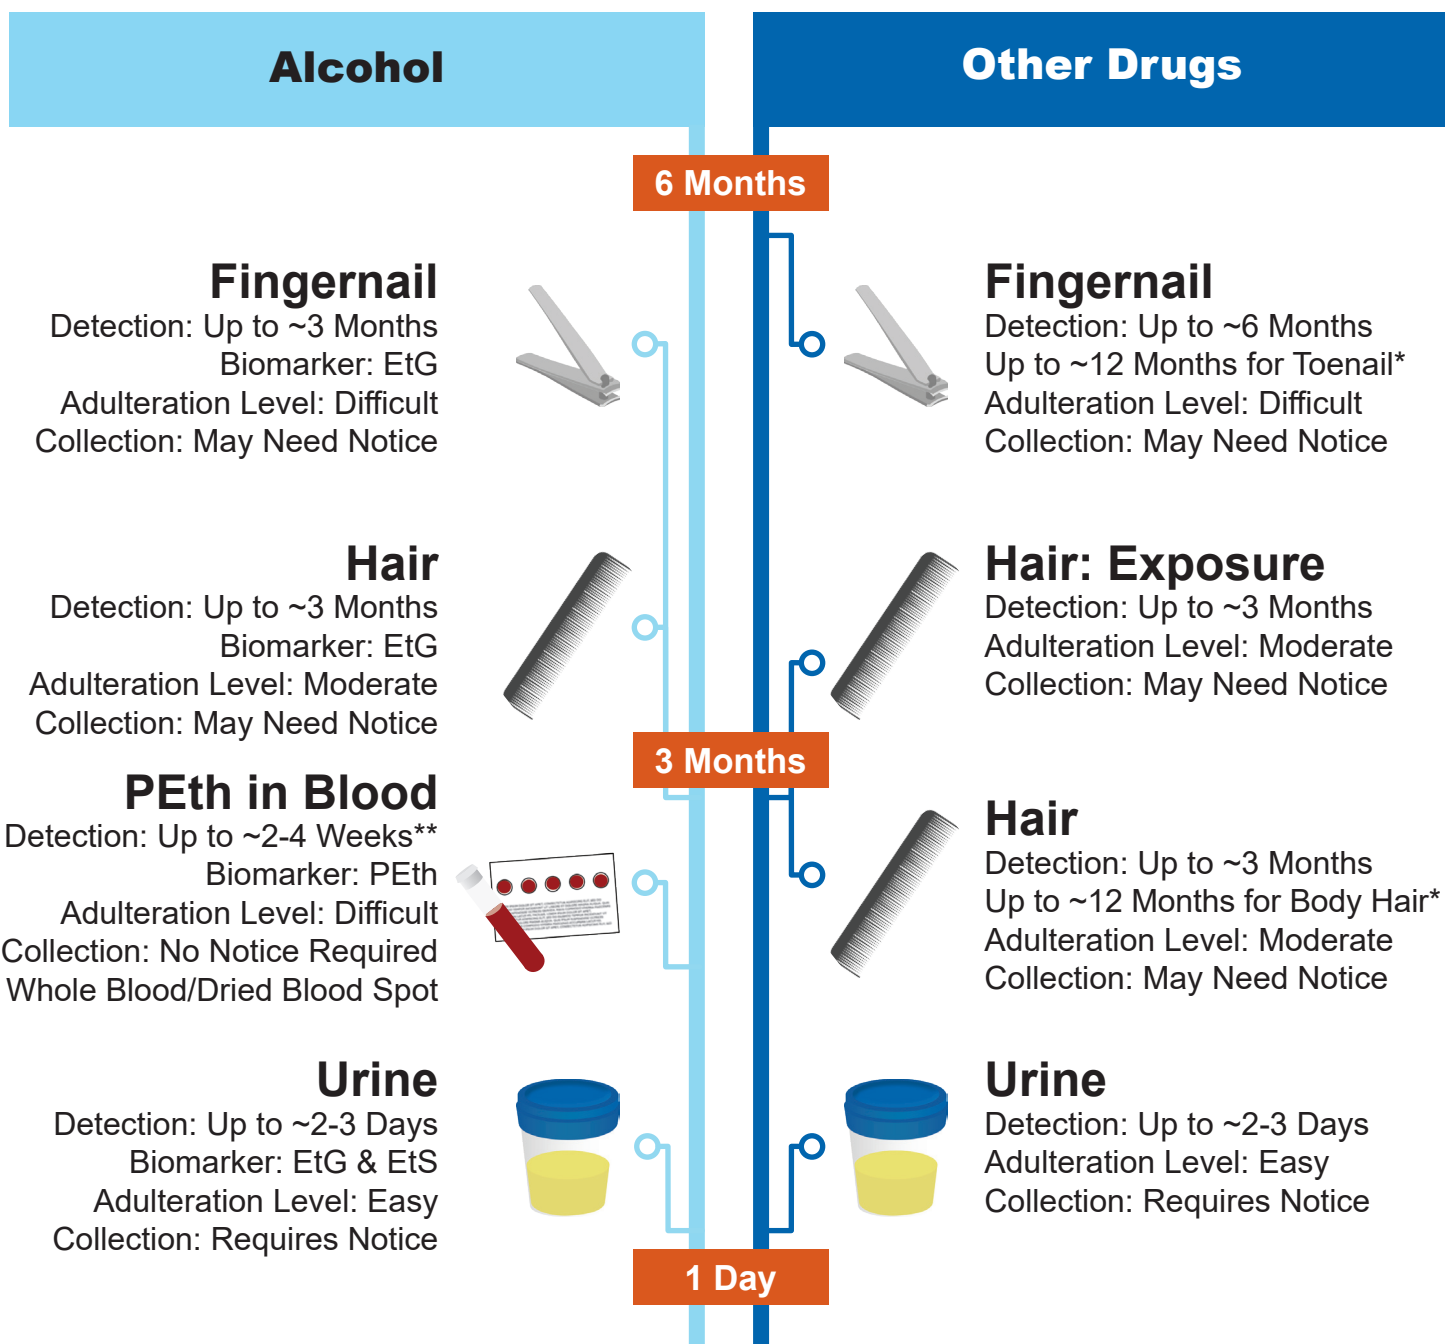 Alcohol
Other Drugs
6 Months
Fingernail
Detection: Up to ~3 Months
Biomarker: EtG
Adulteration Level: Difficult
Collection: May Need Notice
Fingernail
Detection: Up to ~6 Months
Up to ~12 Months for Toenail*
Adulteration Level: Difficult
Collection: May Need Notice
Hair
Detection: Up to ~3 Months
Biomarker: EtG
Adulteration Level: Moderate
Collection: May Need Notice
Hair: Exposure
Detection: Up to ~3 Months
Adulteration Level: Moderate
Collection: May Need Notice
3 Months
PEth in Blood
Detection: Up to ~2-4 Weeks**
Biomarker: PEth
Adulteration Level: Difficult
Collection: No Notice Required
Whole Blood/Dried Blood Spot
Hair
Detection: Up to ~3 Months
Up to ~12 Months for Body Hair*
Adulteration Level: Moderate
Collection: May Need Notice
Urine
Detection: Up to ~2-3 Days
Biomarker: EtG & EtS
Adulteration Level: Easy
Collection: Requires Notice
Urine
Detection: Up to ~2-3 Days
Adulteration Level: Easy
Collection: Requires Notice
1 Day